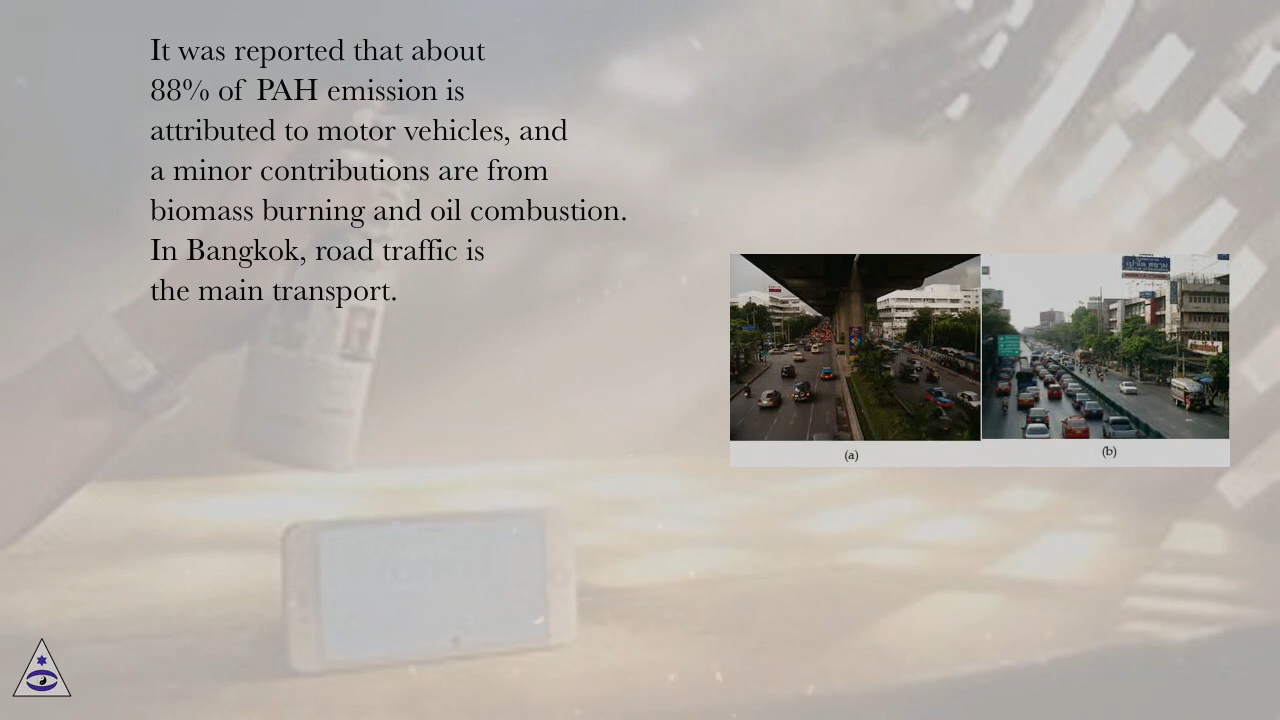 It was reported that about
88% of PAH emission is
attributed to motor vehicles, and
a minor contributions are from
biomass burning and oil combustion.
In Bangkok, road traffic is
the main transport.
(a)
(b)